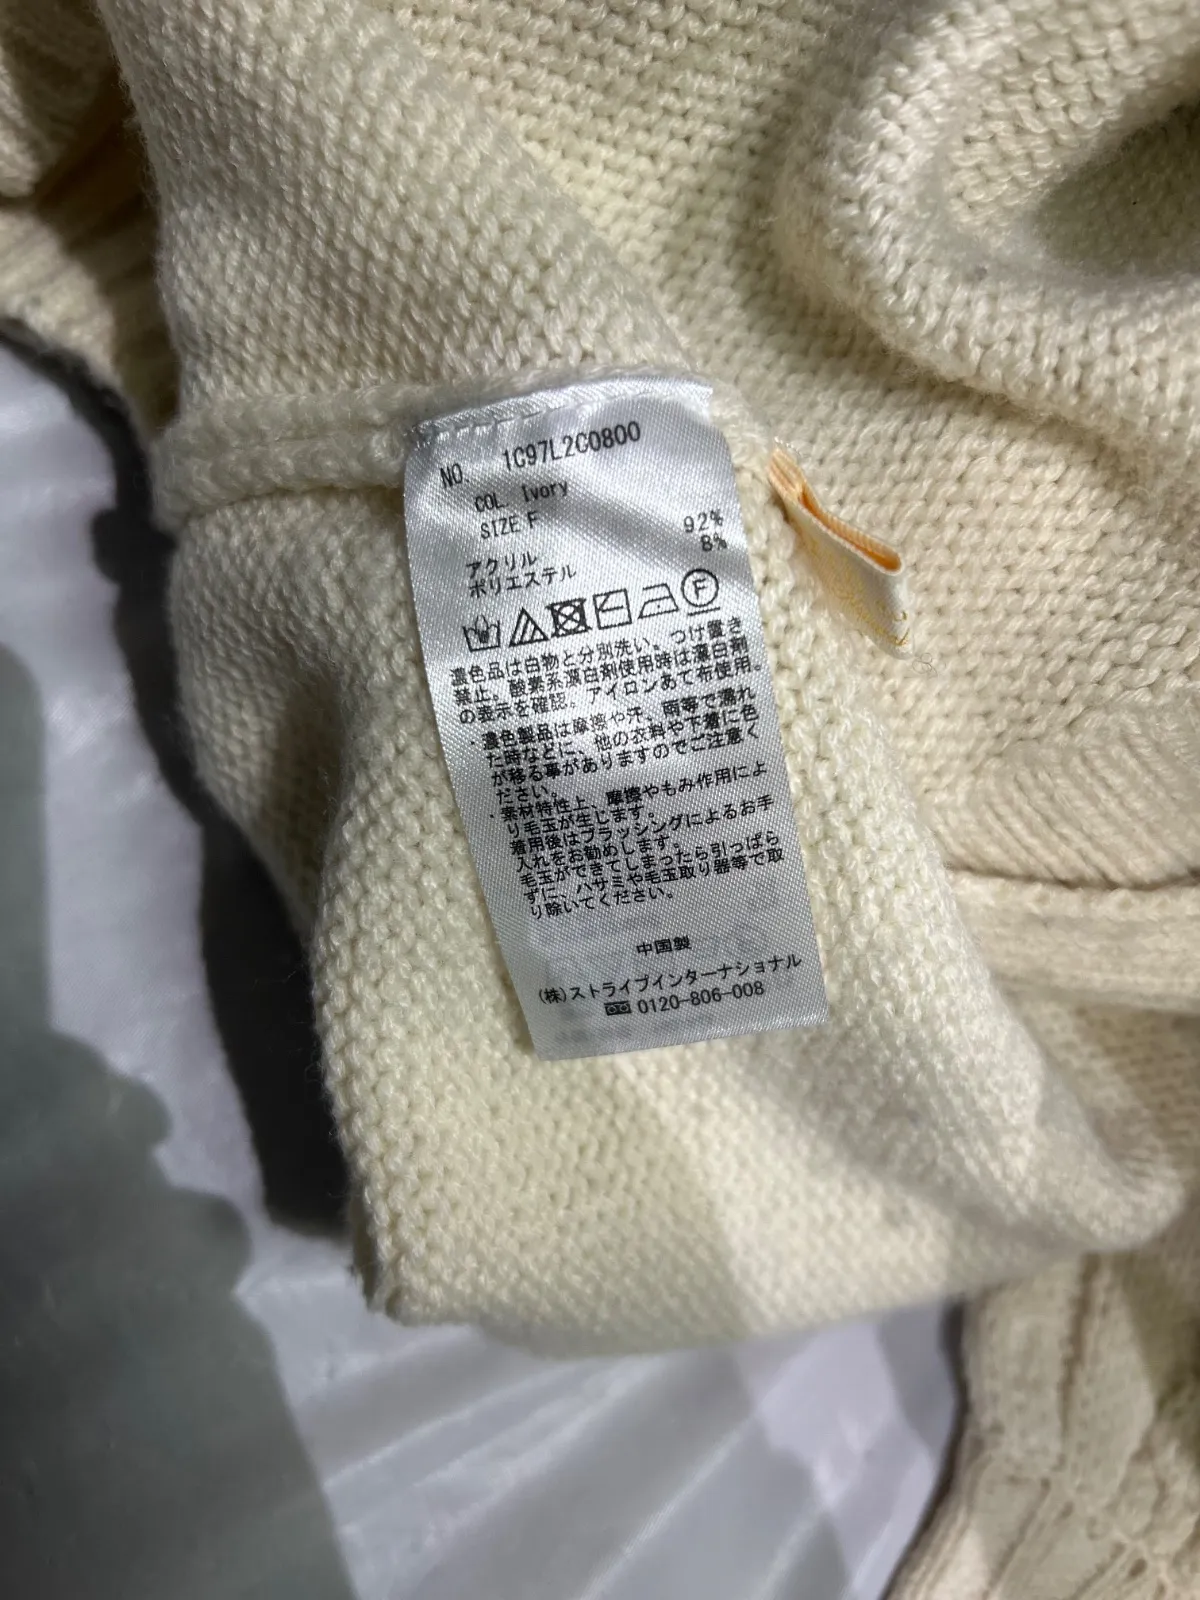 NO. 1C97L2C0800
COL. Ivory
SIZE F
アクリル 92%
ポリエステル 8%
F
濃色品は白物と分別洗い。つけ置き
禁止。酸素系漂白剤使用時は漂白剤
の表示を確認。アイロンあて布使用。
・濃色製品は摩擦や汗、雨等で濡れ
た時などに、他の衣料や下着に色
が移る事がありますのでご注意く
ださい。
・素材特性上、摩擦やもみ作用によ
り毛玉が生じます。
着用後はブラッシングによるお手
入れをお勧めします。
毛玉ができてしまったら引っぱら
ずに、ハサミや毛玉取り器等で取
り除いてください。
中国製
(株)ストライプインターナショナル
0120-806-008